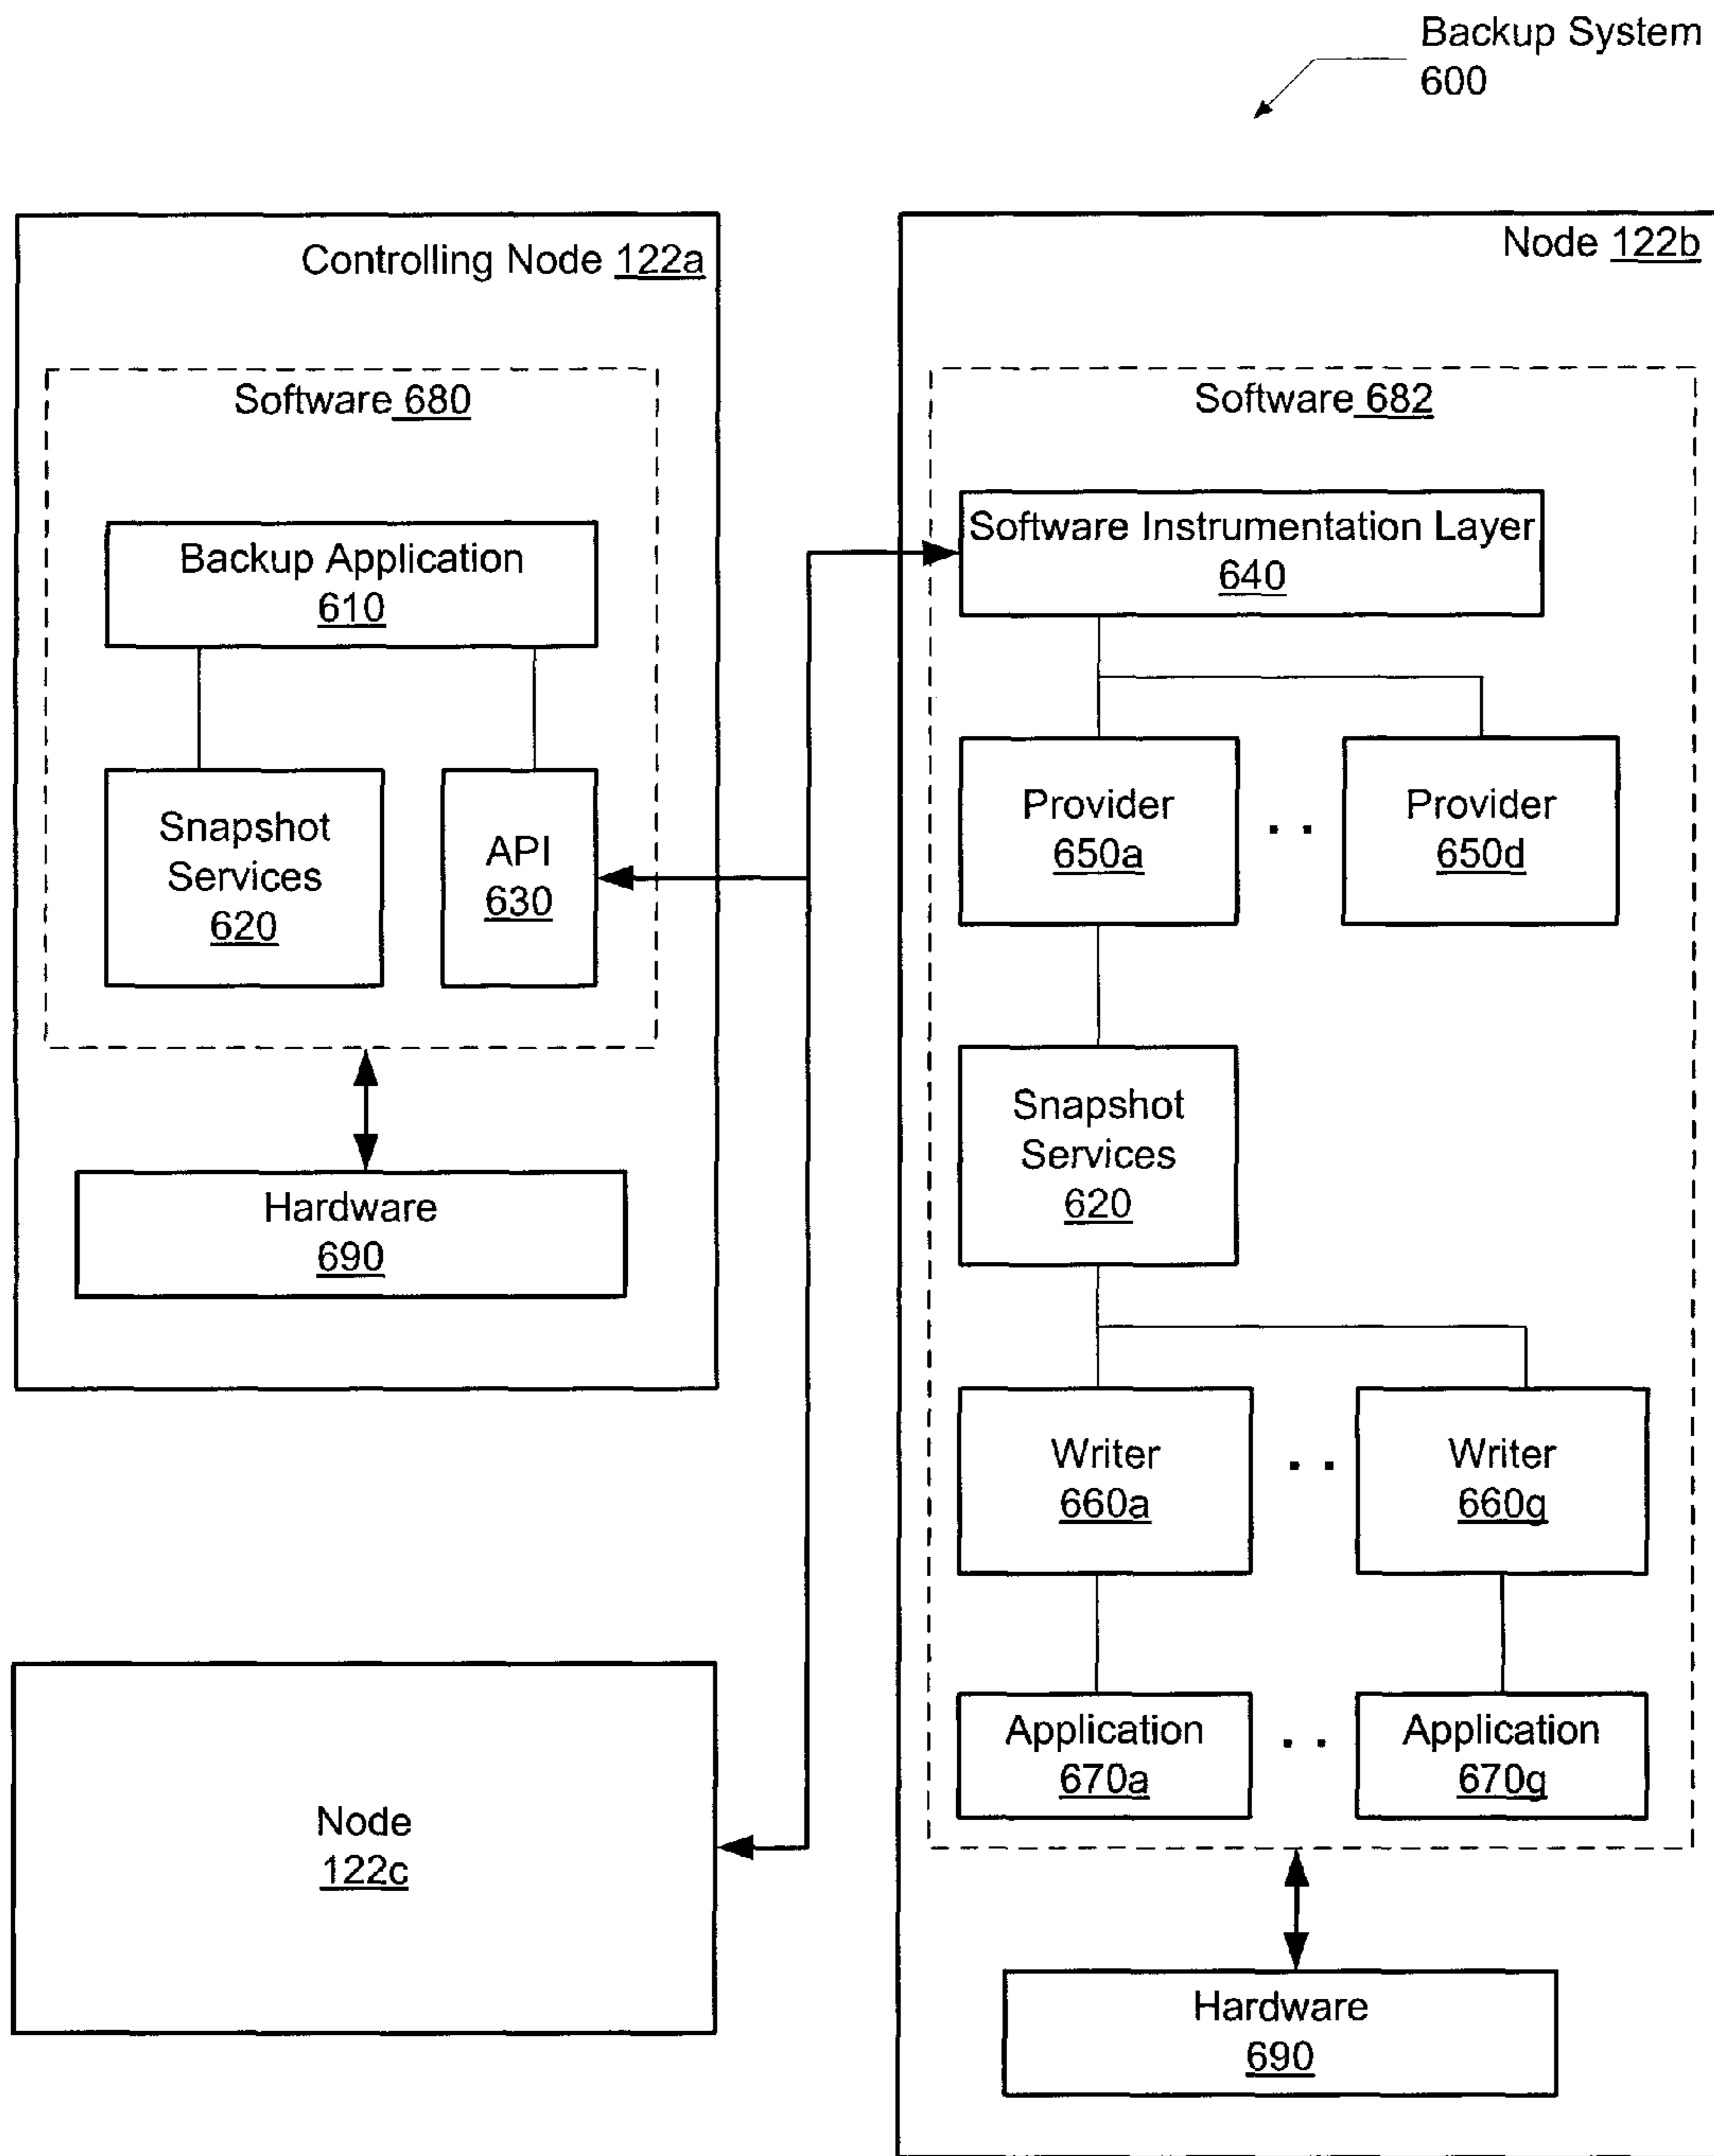 Backup System
600
Controlling Node 122a
Software 680
Backup Application
610
Snapshot
Services
620
API
630
Hardware
690
Node
122c
Node 122b
Software 682
Software Instrumentation Layer
640
Provider
650a
. .
Provider
650d
Snapshot
Services
620
Writer
660a
. .
Writer
660g
Application
670a
. .
Application
670g
Hardware
690